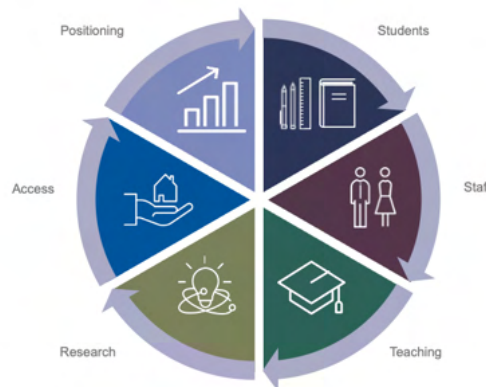 Positioning
Students
Access
Staf
Research
Teaching